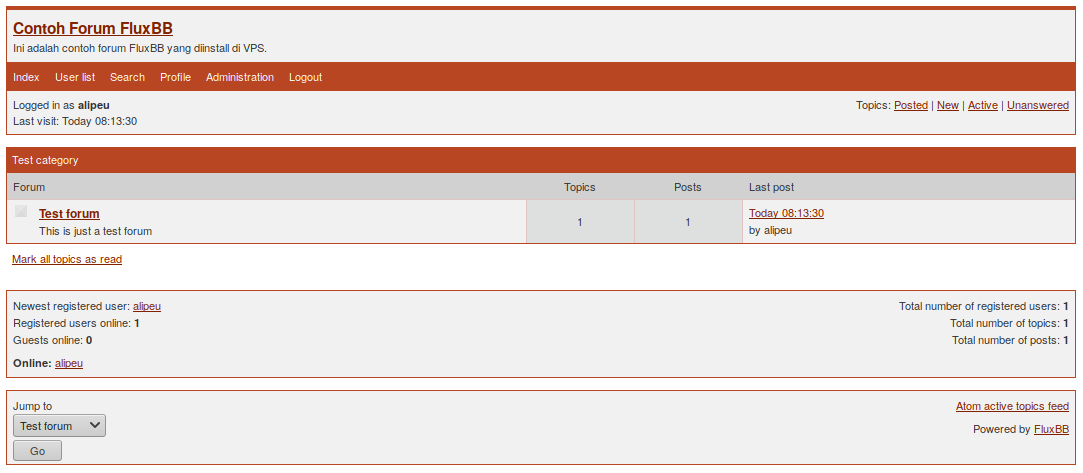 Contoh Forum FluxBB
Ini adalah contoh forum FluxBB yang diinstall di VPS.
Index User list Search Profile Administration Logout
Logged in as alipeu
Topics: Posted | New | Active | Unanswered
Last visit: Today 08:13:30
Test category
Forum Topics Posts Last post
Test forum
This is just a test forum
1 1
Today 08:13:30
by alipeu
Mark all topics as read
Newest registered user: alipeu
Registered users online: 1
Guests online: 0
Online: alipeu
Total number of registered users: 1
Total number of topics: 1
Total number of posts: 1
Jump to
Test forum
Go
Atom active topics feed
Powered by FluxBB